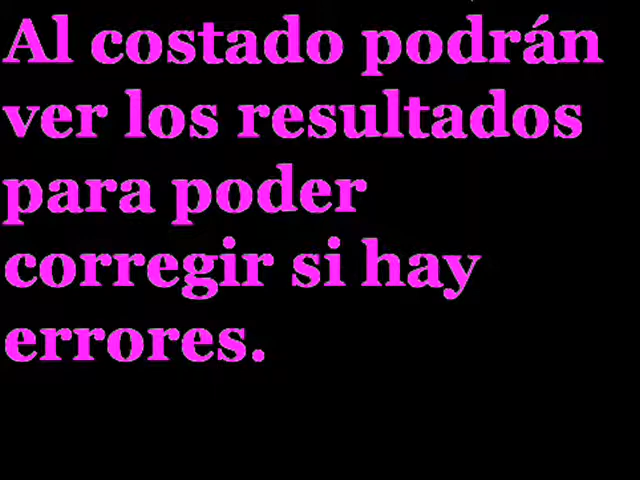 Al costado podrán
ver los resultados
para poder
corregir si hay
errores.